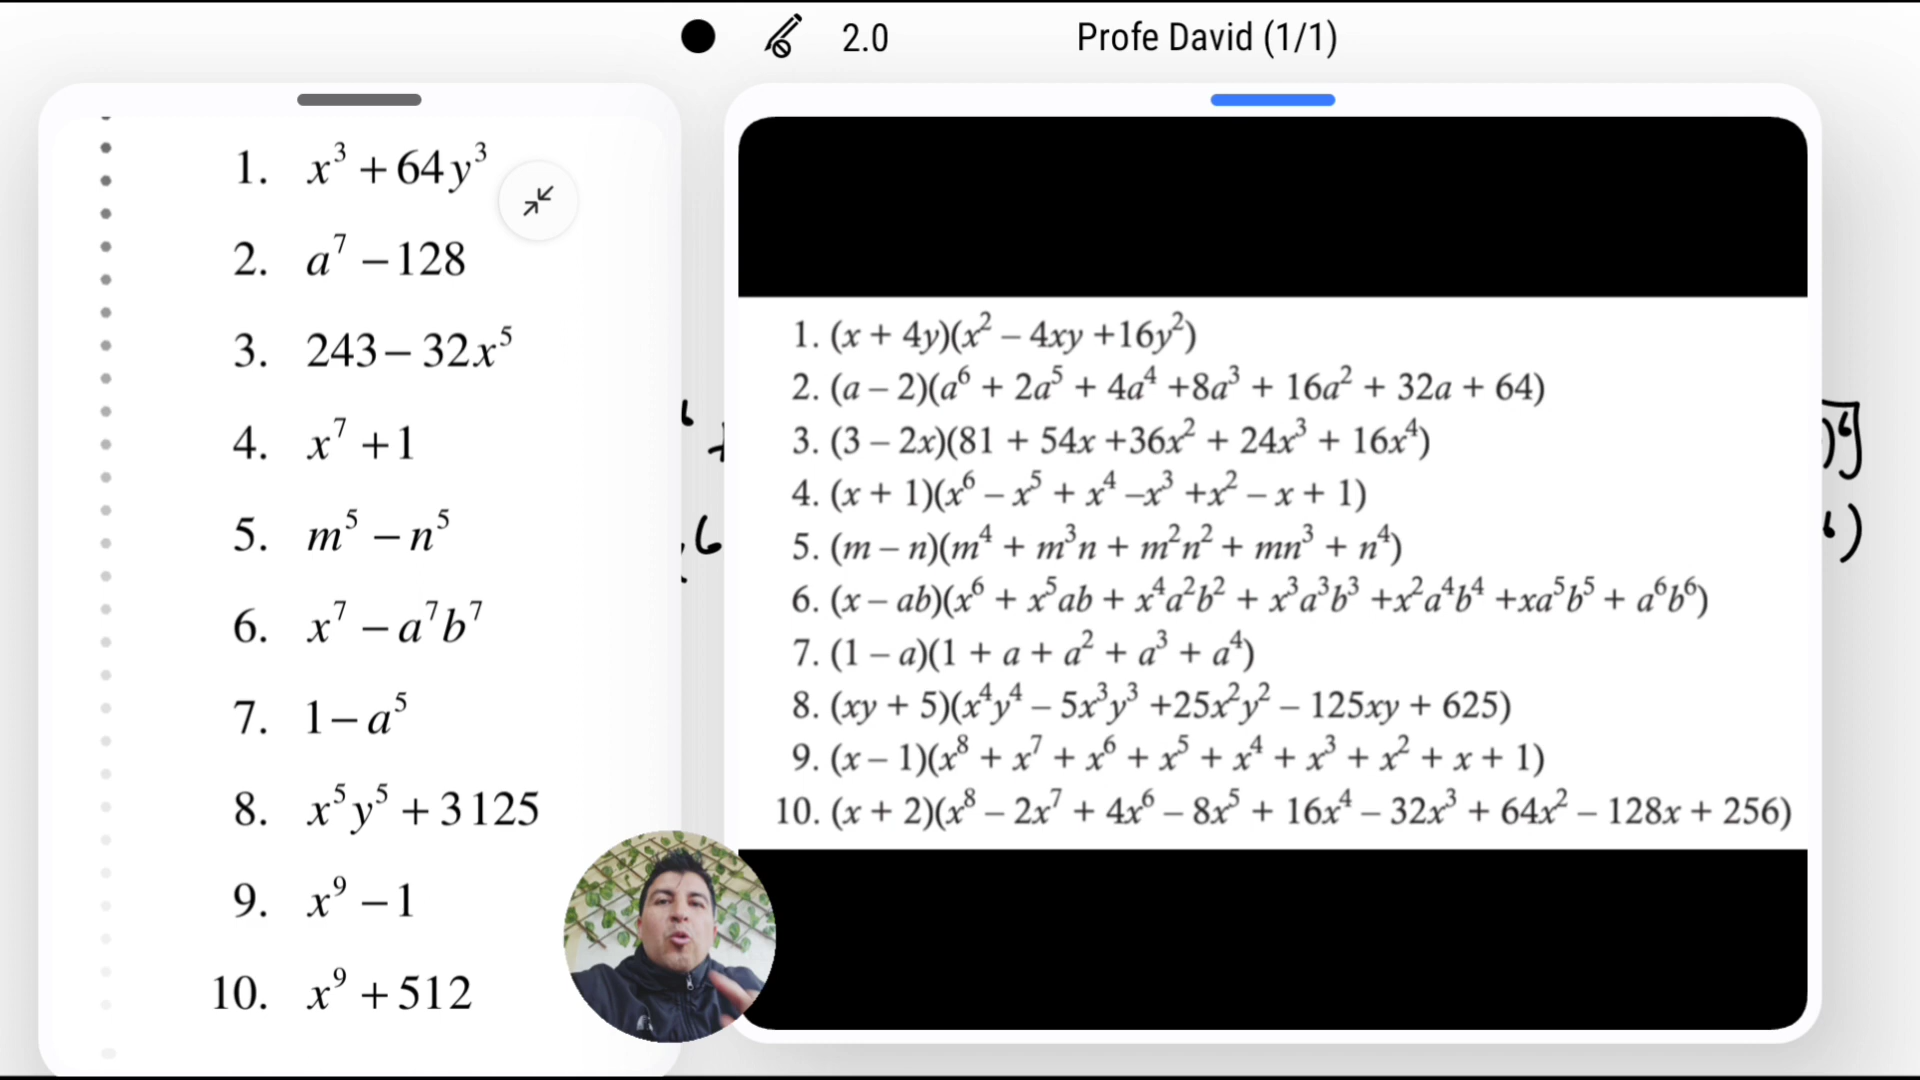 2.0 Profe David (1/1)
1. x³ + 64y³
2. a⁷ – 128
3. 243 – 32x⁵
4. x⁷ + 1
5. m⁵ – n⁵
6. x⁷ – a⁷b⁷
7. 1 – a⁵
8. x⁵y⁵ + 3 125
9. x⁹ – 1
10. x⁹ + 512
1. (x + 4y)(x² – 4xy +16y²)
2. (a – 2)(a⁶ + 2a⁵ + 4a⁴ +8a³ + 16a² + 32a + 64)
3. (3 – 2x)(81 + 54x +36x² + 24x³ + 16x⁴)
4. (x + 1)(x⁶ – x⁵ + x⁴ –x³ +x² – x + 1)
5. (m – n)(m⁴ + m³n + m²n² + mn³ + n⁴)
6. (x – ab)(x⁶ + x⁵ab + x⁴a²b² + x³a³b³ +x²a⁴b⁴ +xa⁵b⁵ + a⁶b⁶)
7. (1 – a)(1 + a + a² + a³ + a⁴)
8. (xy + 5)(x⁴y⁴ – 5x³y³ +25x²y² – 125xy + 625)
9. (x – 1)(x⁸ + x⁷ + x⁶ + x⁵ + x⁴ + x³ + x² + x + 1)
10. (x + 2)(x⁸ – 2x⁷ + 4x⁶ – 8x⁵ + 16x⁴ – 32x³ + 64x² – 128x + 256)